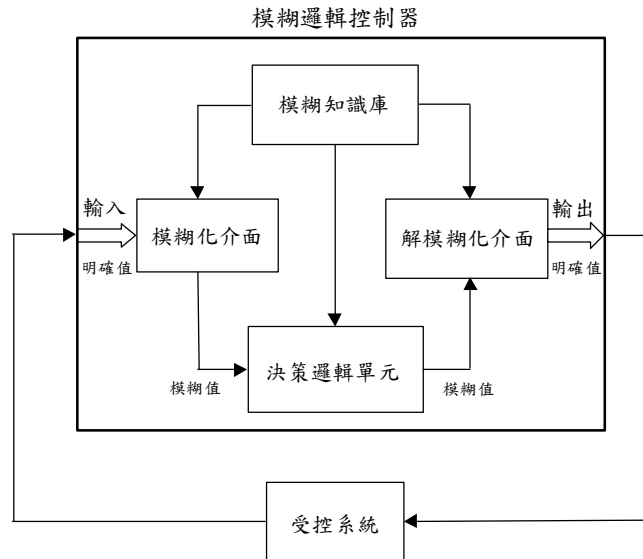 模糊邏輯控制器
模糊知識庫
輸入
輸出
模糊化介面
解模糊化介面
明確值
明確值
決策邏輯單元
模糊值
模糊值
受控系統